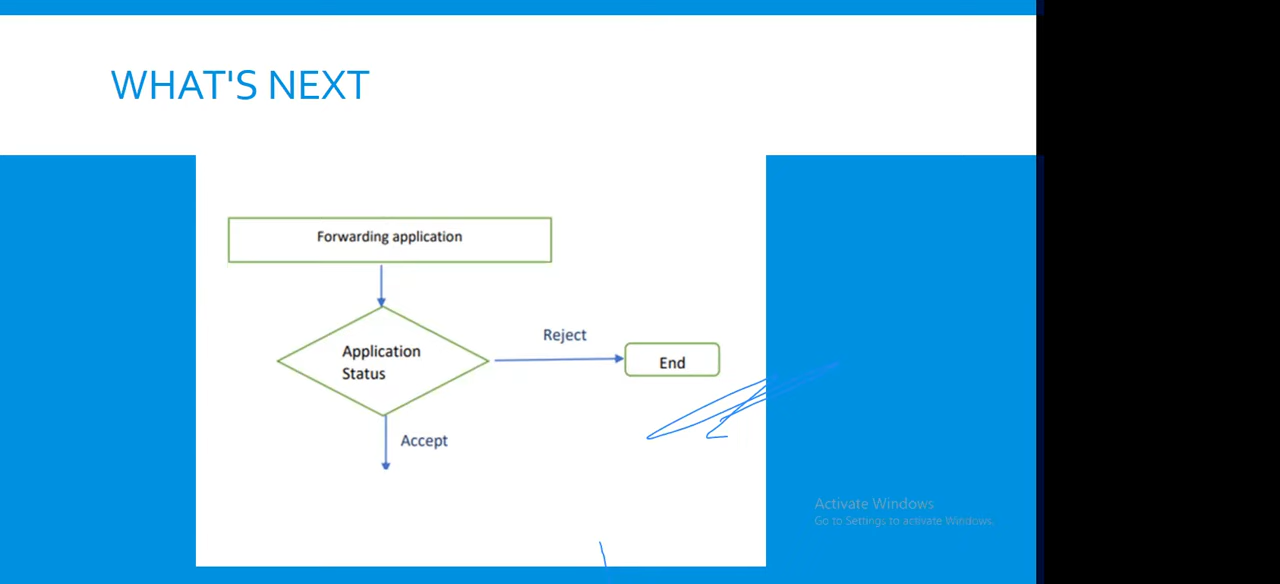 WHAT'S NEXT
Forwarding application
Application
Status
Reject
End
Accept
Activate Windows
Go to Settings to activate Windows.